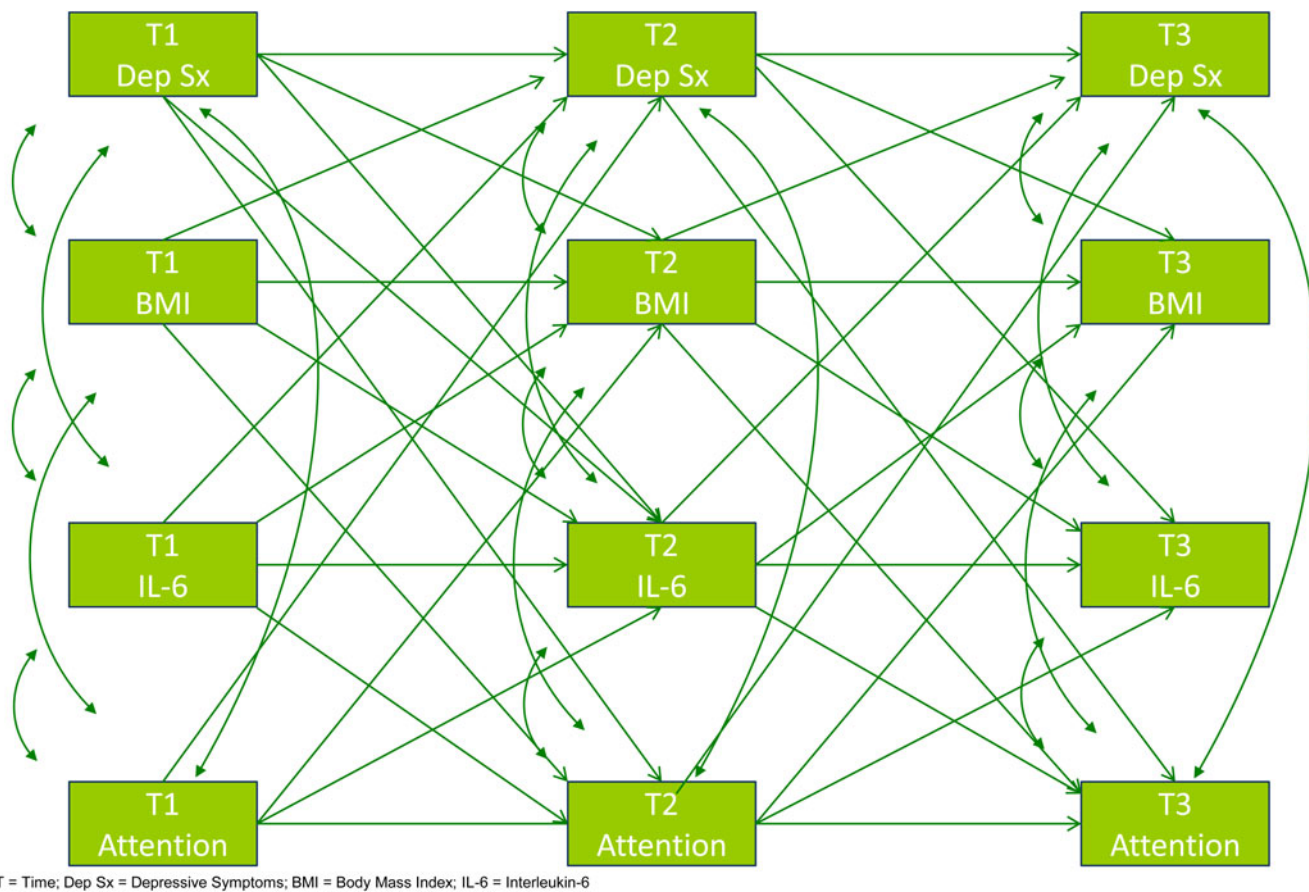 T1
Dep Sx
T2
Dep Sx
T3
Dep Sx
T1
BMI
T2
BMI
T3
BMI
T1
IL-6
T2
IL-6
T3
IL-6
T1
Attention
T2
Attention
T3
Attention
T = Time; Dep Sx = Depressive Symptoms; BMI = Body Mass Index; IL-6 = Interleukin-6